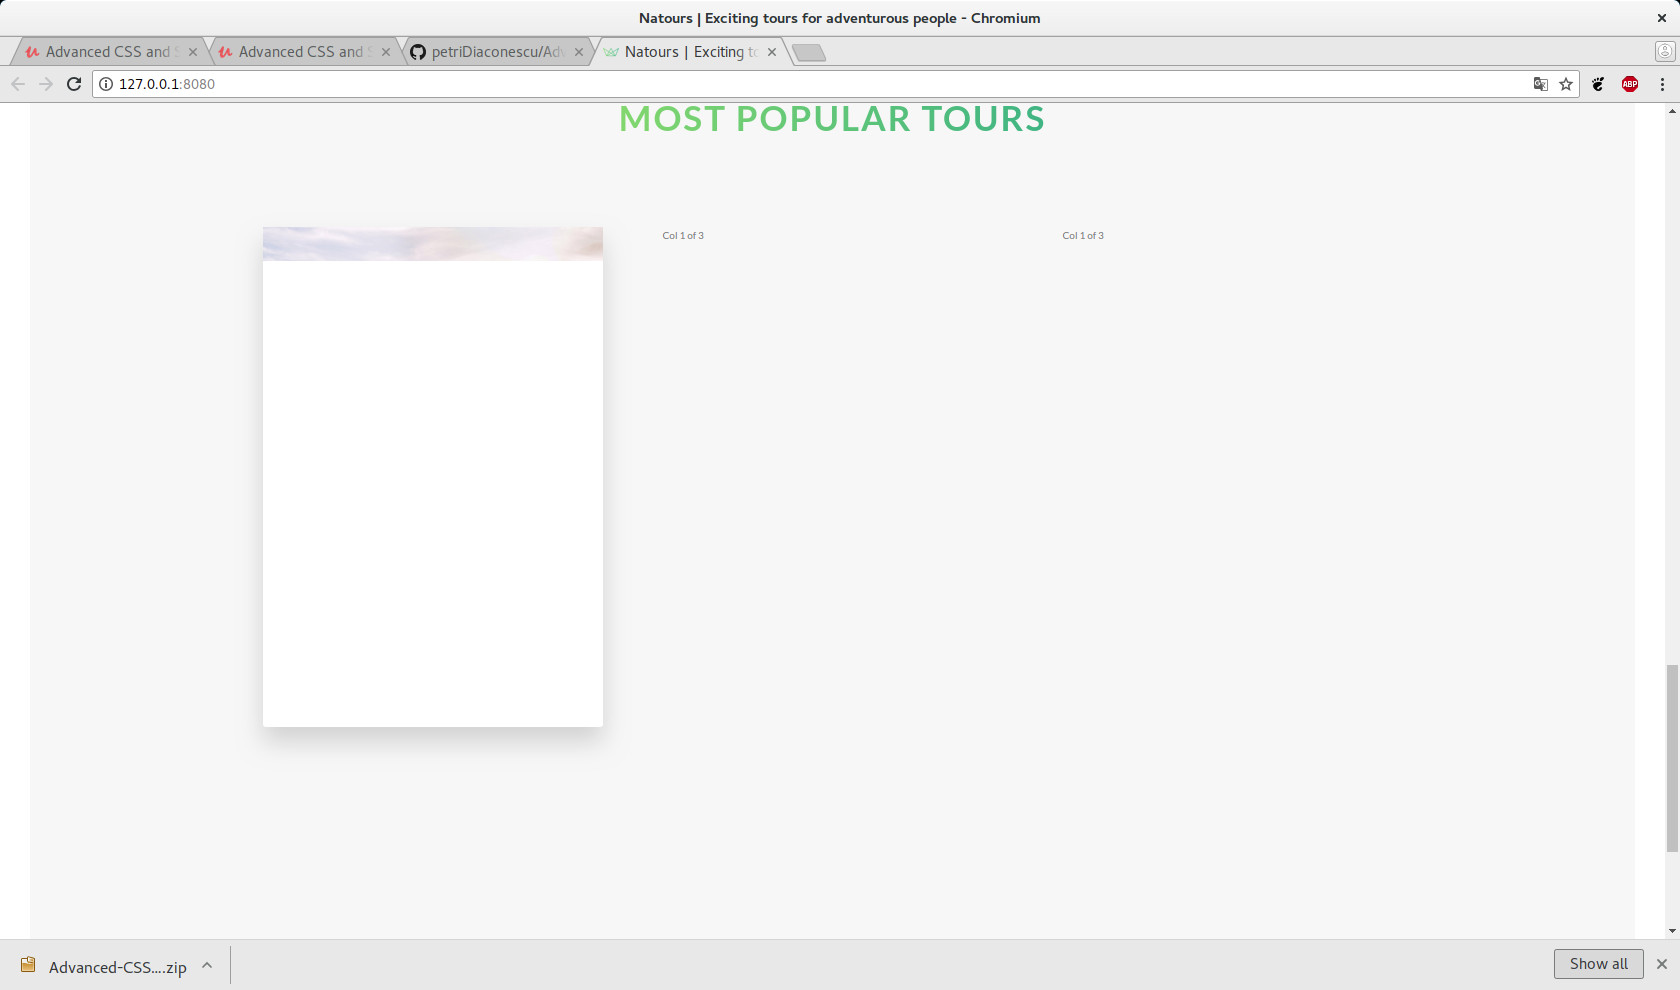 Natours | Exciting tours for adventurous people - Chromium
Advanced CSS and S
Advanced CSS and S
petriDiaconescu/Adv
Natours | Exciting to
127.0.0.1:8080
ABP
MOST POPULAR TOURS
Col 1 of 3
Col 1 of 3
Advanced-CSS....zip
Show all